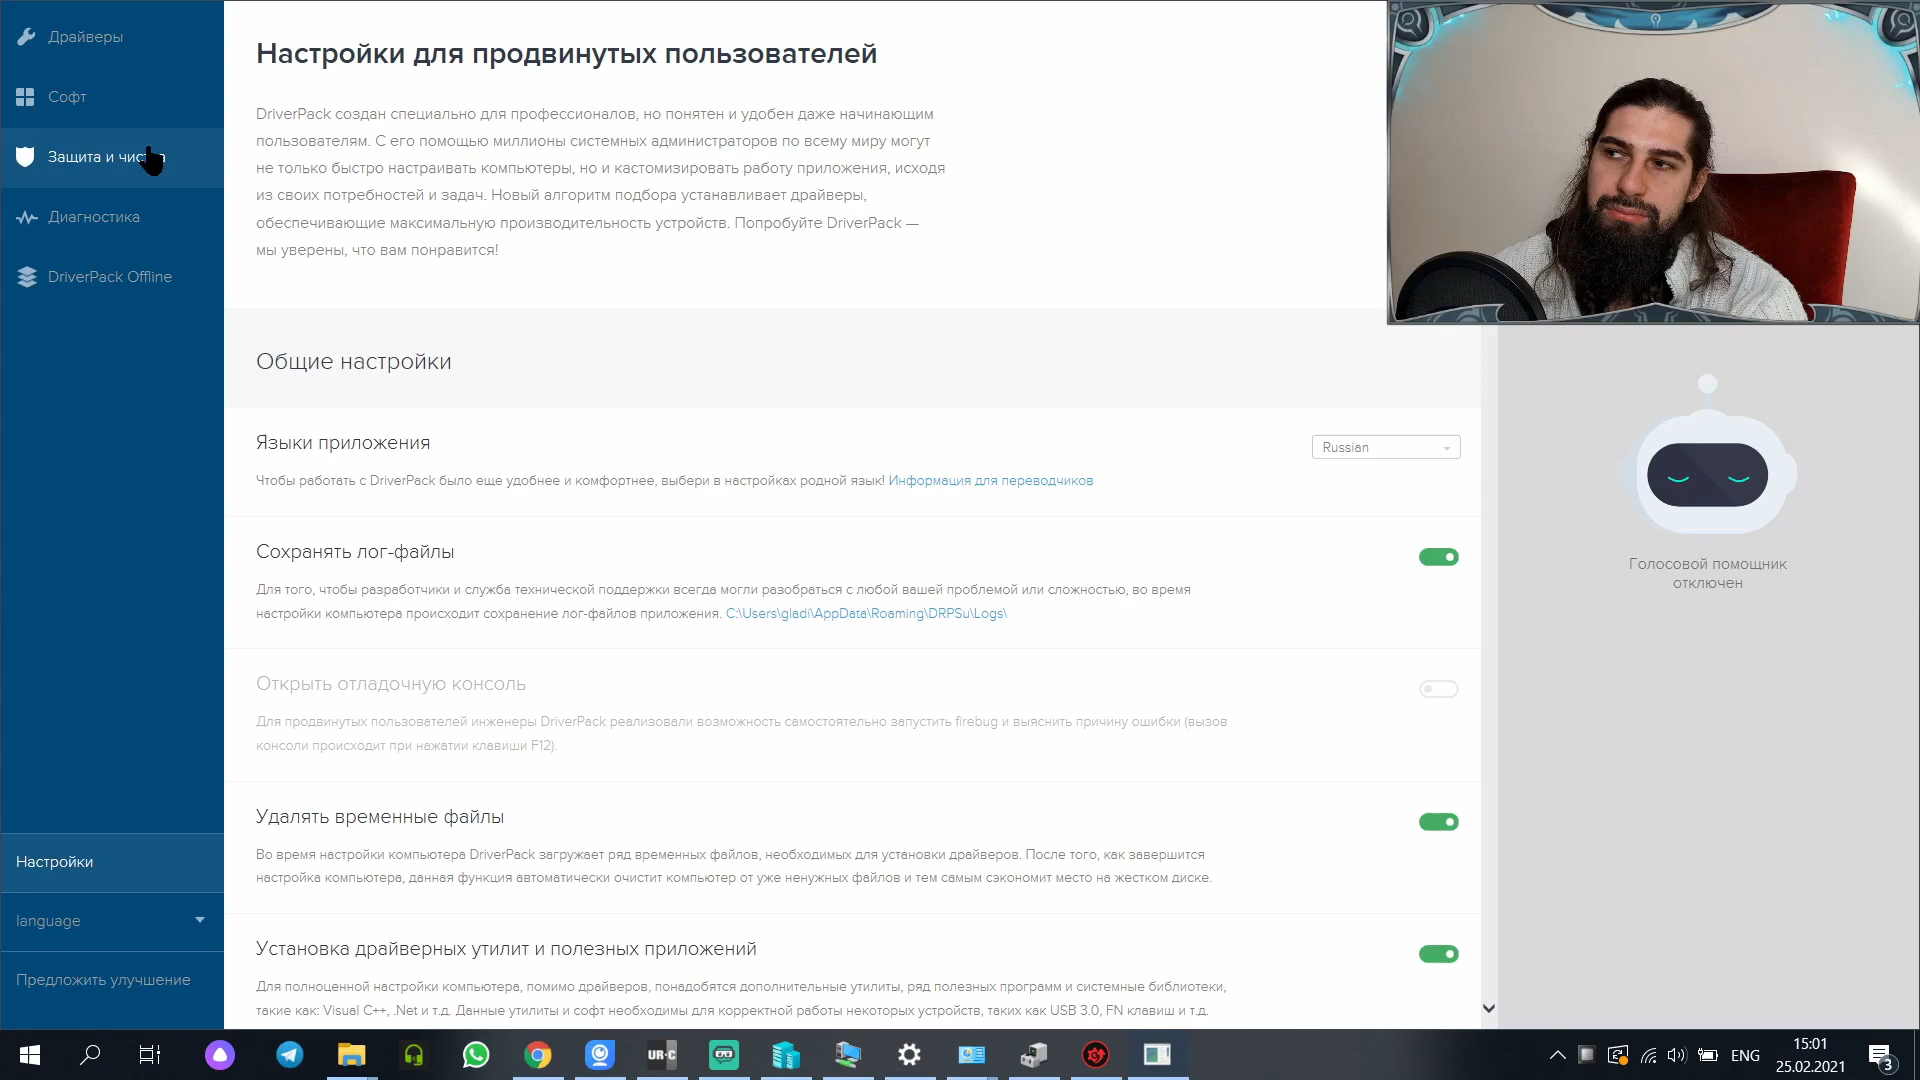 Драйверы
Софт
Защита и чис
Диагностика
DriverPack Offline
Настройки
language
Предложить улучшение
Настройки для продвинутых пользователей
DriverPack создан специально для профессионалов, но понятен и удобен даже начинающим
пользователям. С его помощью миллионы системных администраторов по всему миру могут
не только быстро настраивать компьютеры, но и кастомизировать работу приложения, исходя
из своих потребностей и задач. Новый алгоритм подбора устанавливает драйверы,
обеспечивающие максимальную производительность устройств. Попробуйте DriverPack —
мы уверены, что вам понравится!
Общие настройки
Языки приложения
Russian
Чтобы работать с DriverPack было еще удобнее и комфортнее, выбери в настройках родной язык! Информация для переводчиков
Сохранять лог-файлы
Для того, чтобы разработчики и служба технической поддержки всегда могли разобраться с любой вашей проблемой или сложностью, во время
настройки компьютера происходит сохранение лог-файлов приложения. C:\Users\gladi\AppData\Roaming\DRPSu\Logs\
Открыть отладочную консоль
Для продвинутых пользователей инженеры DriverPack реализовали возможность самостоятельно запустить firebug и выяснить причину ошибки (вызов
консоли происходит при нажатии клавиши F12).
Удалять временные файлы
Во время настройки компьютера DriverPack загружает ряд временных файлов, необходимых для установки драйверов. После того, как завершится
настройка компьютера, данная функция автоматически очистит компьютер от уже ненужных файлов и тем самым сэкономит место на жестком диске.
Установка драйверных утилит и полезных приложений
Для полноценной настройки компьютера, помимо драйверов, понадобятся дополнительные утилиты, ряд полезных программ и системные библиотеки,
такие как: Visual C++, .Net и т.д. Данные утилиты и софт необходимы для корректной работы некоторых устройств, таких как USB 3.0, FN клавиш и т.д.
Голосовой помощник
отключен
UR-C
ENG
15:01
25.02.2021
3